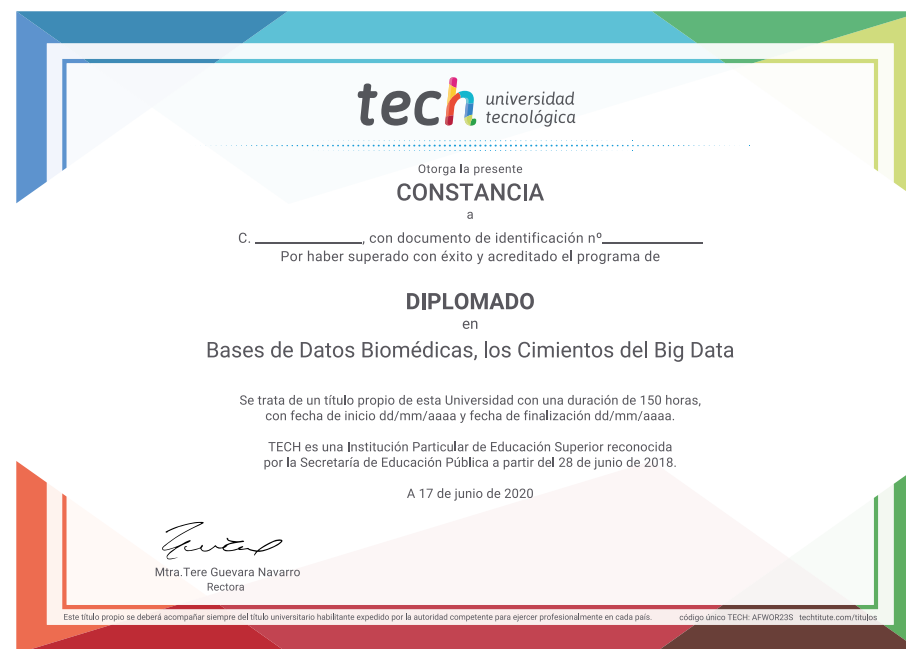 tech universidad
tecnológica
Otorga la presente
CONSTANCIA
a
C. ____________, con documento de identificación nº____________
Por haber superado con éxito y acreditado el programa de
DIPLOMADO
en
Bases de Datos Biomédicas, los Cimientos del Big Data
Se trata de un título propio de esta Universidad con una duración de 150 horas,
con fecha de inicio dd/mm/aaaa y fecha de finalización dd/mm/aaaa.
TECH es una Institución Particular de Educación Superior reconocida
por la Secretaría de Educación Pública a partir del 28 de junio de 2018.
A 17 de junio de 2020
Mtra.Tere Guevara Navarro
Rectora
Este título propio se deberá acompañar siempre del título universitario habilitante expedido por la autoridad competente para ejercer profesionalmente en cada país. código único TECH: AFWOR23S techtitute.com/titulos